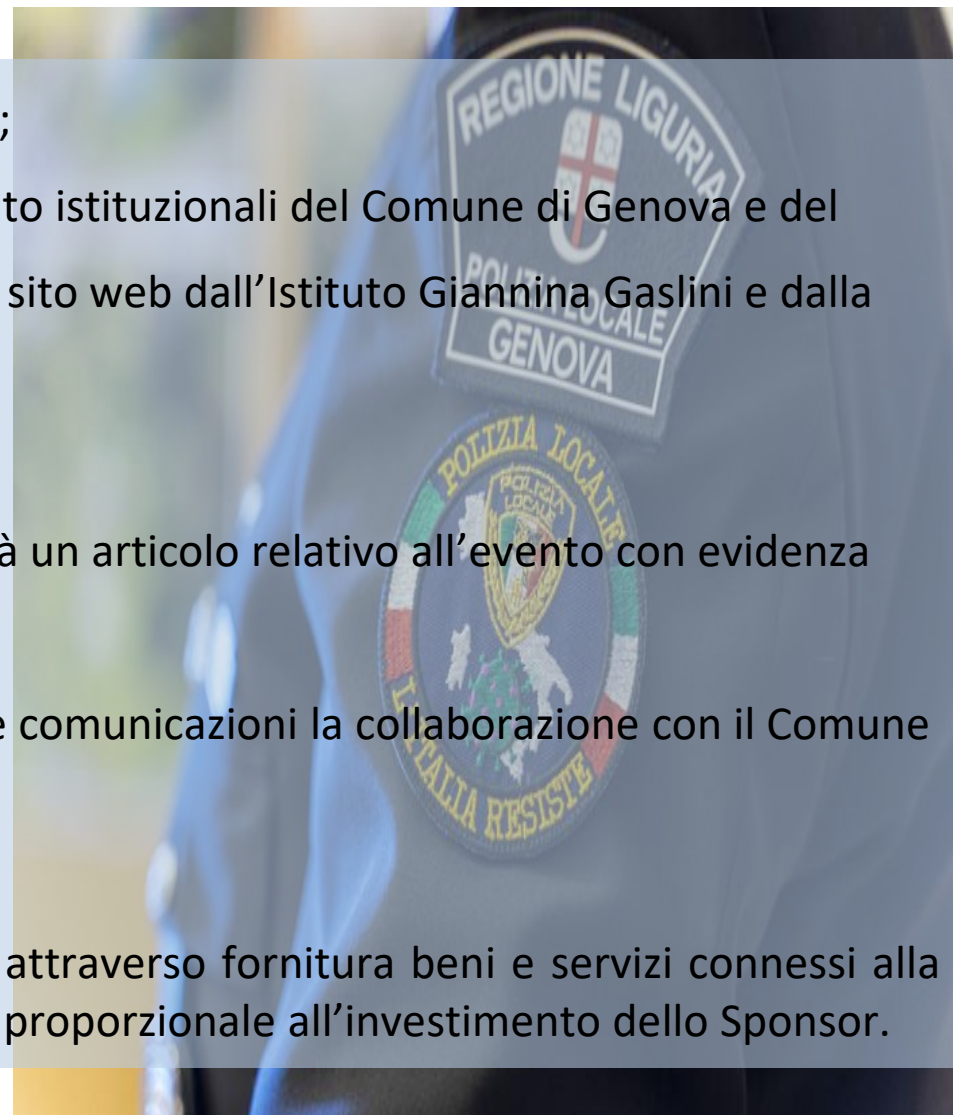 ;
to istituzionali del Comune di Genova e del
sito web dall’Istituto Giannina Gaslini e dalla
à un articolo relativo all’evento con evidenza
e comunicazioni la collaborazione con il Comune
attraverso fornitura beni e servizi connessi alla
proporzionale all’investimento dello Sponsor.
REGIONE LIGURIA
POLIZIA LOCALE
GENOVA
POLIZIA LOCALE
POLIZIA
LOCALE
L'ITALIA RESISTE